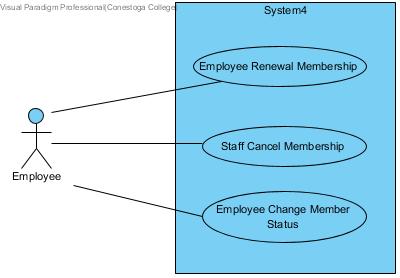 Visual Paradigm Professional(Conestoga College
System4
Employee Renewal Membership
Staff Cancel Membership
Employee
Employee Change Member
Status